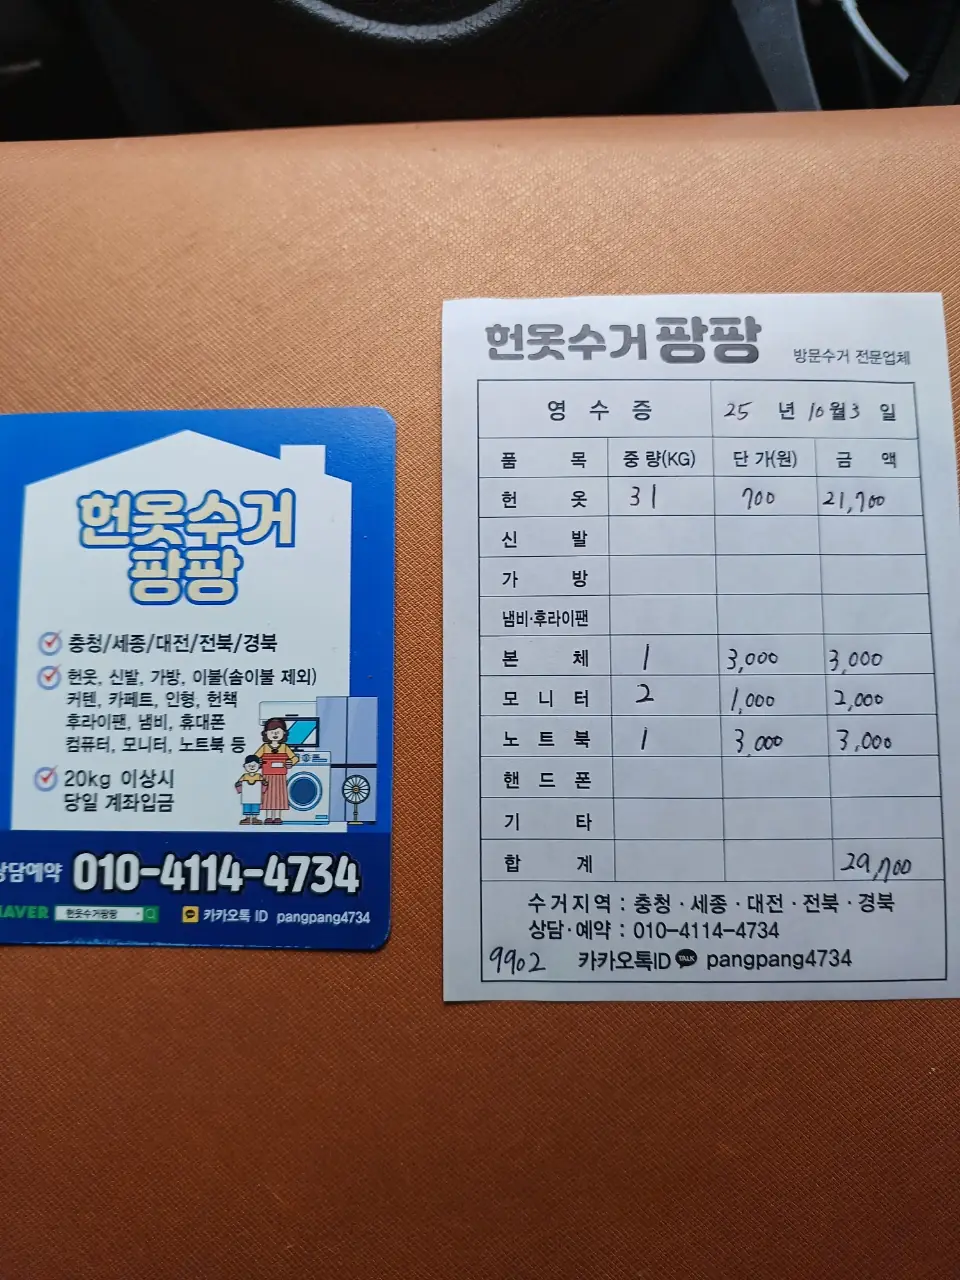 헌옷수거
팡팡
충청/세종/대전/전북/경북
헌옷, 신발, 가방, 이불(솜이불 제외)
커텐, 카페트, 인형, 헌책
후라이팬, 냄비, 휴대폰
컴퓨터, 모니터, 노트북 등
20kg 이상시
당일 계좌입금
상담예약 010-4114-4734
NAVER 헌옷수거팡팡 카카오톡 ID pangpang4734
헌옷수거 팡팡 방문수거 전문업체
영 수 증 25 년 10 월 3 일
품 목 중 량(KG) 단 가(원) 금 액
헌 옷 31 700 21,700
신 발
가 방
냄비·후라이팬
본 체 1 3,000 3,000
모 니 터 2 1,000 2,000
노 트 북 1 3,000 3,000
핸 드 폰
기 타
합 계 29,700
수거지역 : 충청 · 세종 · 대전 · 전북 · 경북
상담·예약 : 010-4114-4734
9902 카카오톡ID TALK pangpang4734